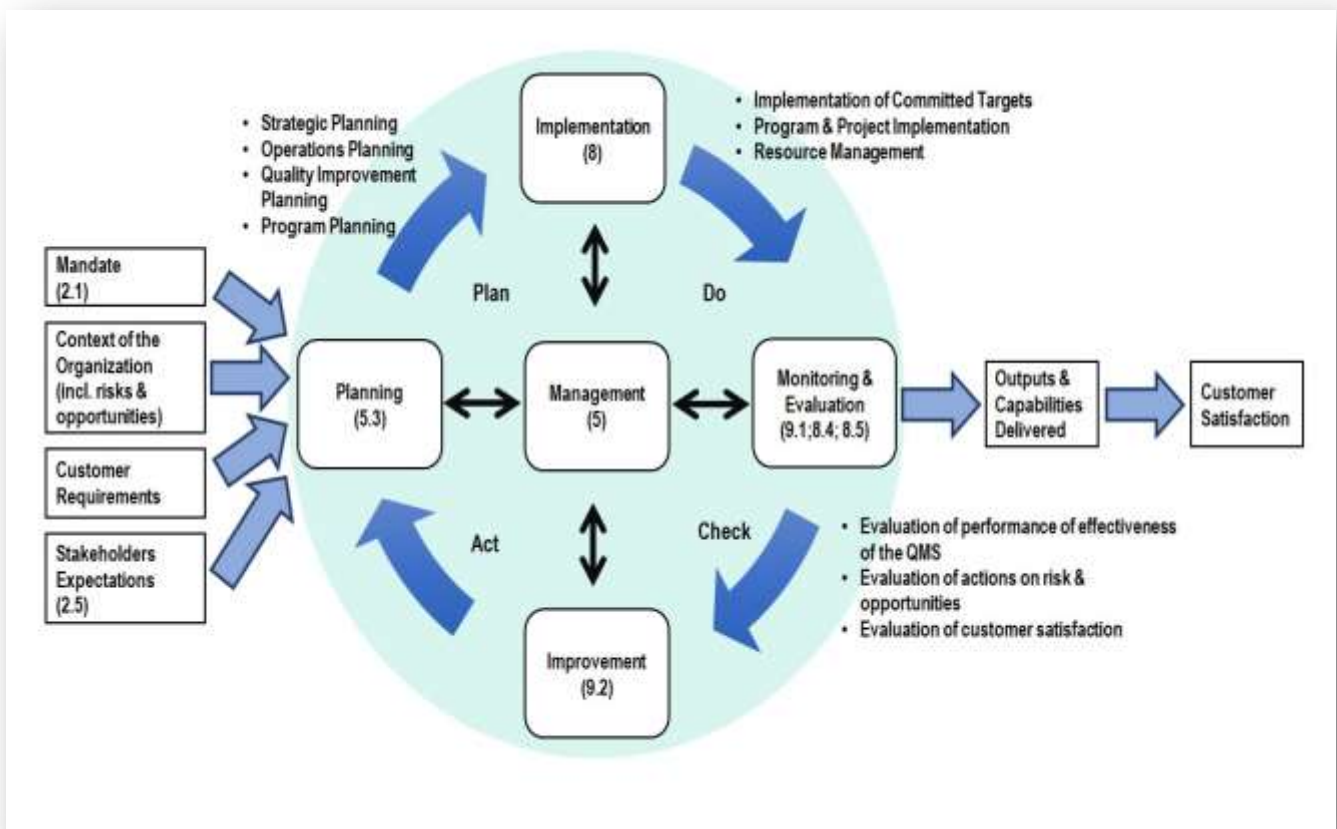 • Strategic Planning
• Operations Planning
• Quality Improvement
Planning
• Program Planning
Implementation
(8)
• Implementation of Committed Targets
• Program & Project Implementation
• Resource Management
Mandate
(2.1)
Context of the
Organization
(incl. risks &
opportunities)
Customer
Requirements
Stakeholders
Expectations
(2.5)
Plan
Do
Planning
(5.3)
Management
(5)
Monitoring &
Evaluation
(9.1;8.4; 8.5)
Outputs &
Capabilities
Delivered
Customer
Satisfaction
Act
Check
• Evaluation of performance of effectiveness
of the QMS
• Evaluation of actions on risk &
opportunities
• Evaluation of customer satisfaction
Improvement
(9.2)